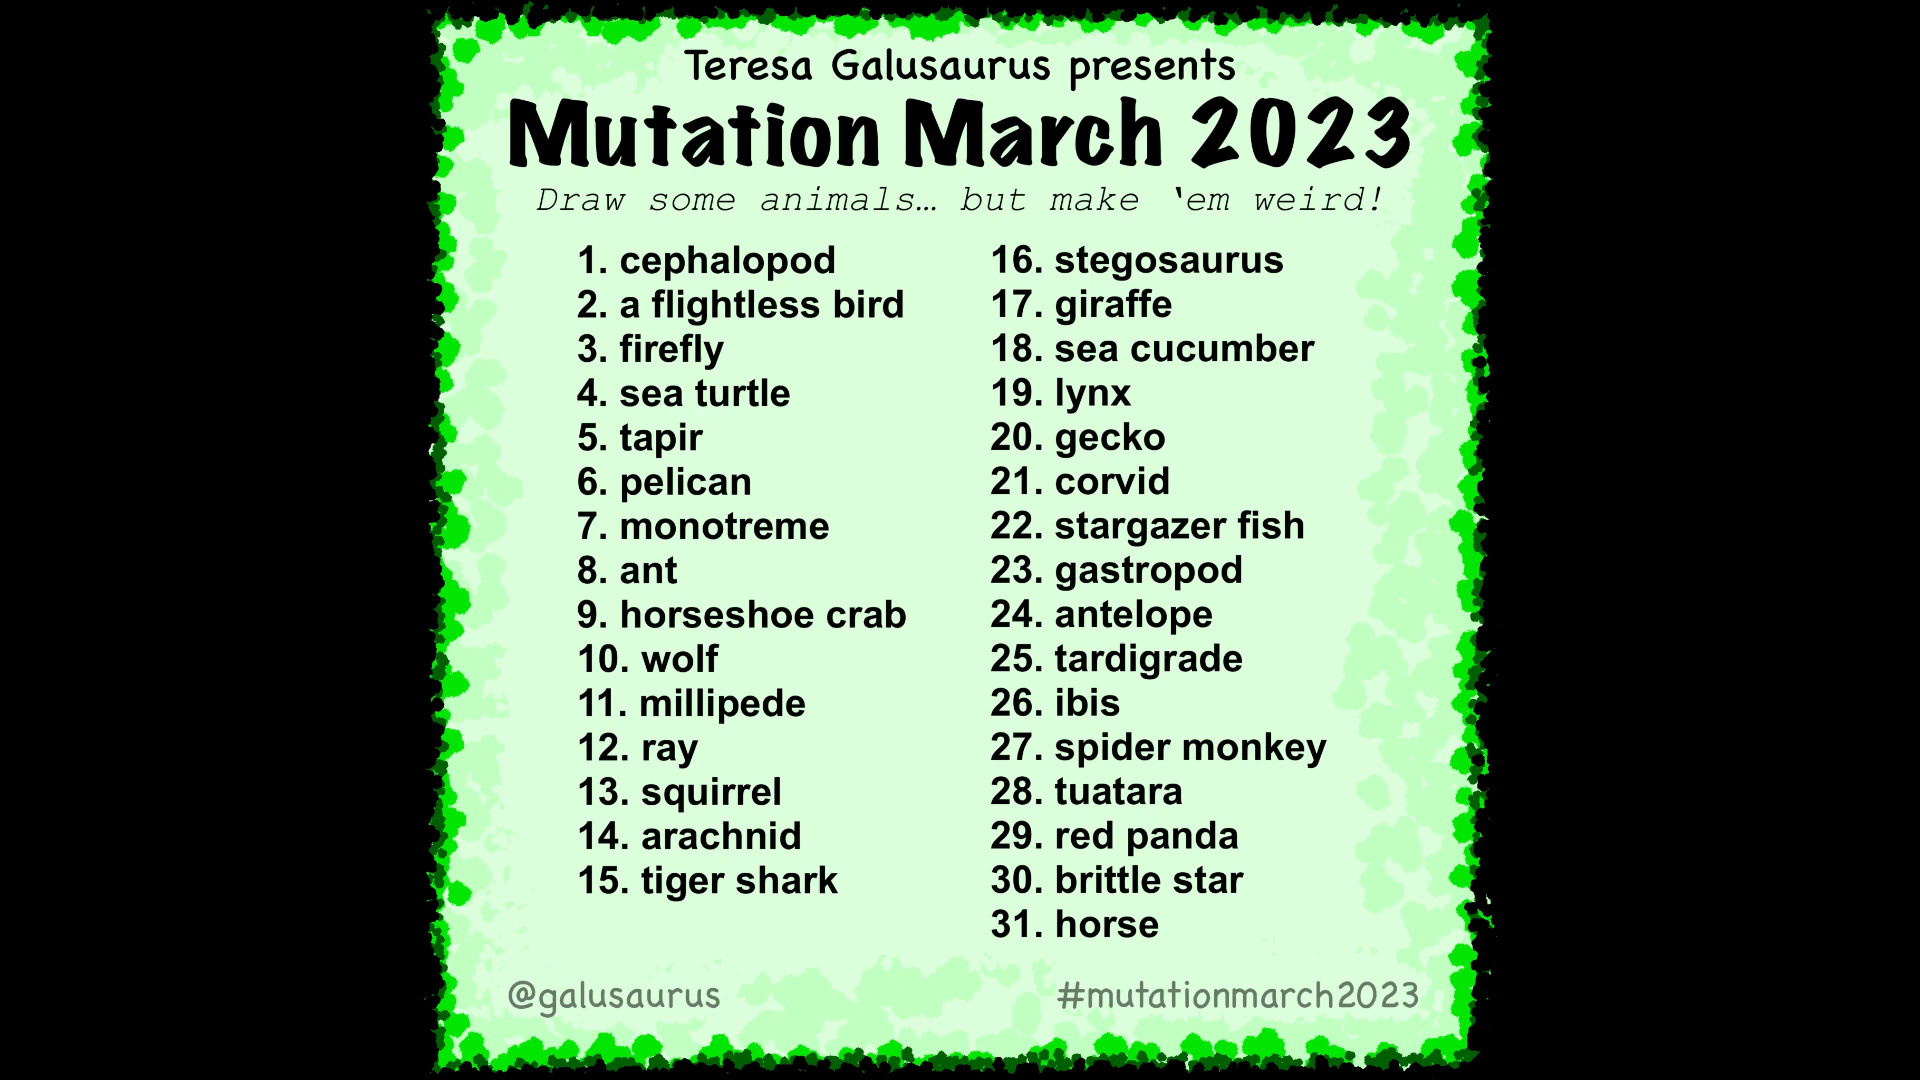 Teresa Galusaurus presents
Mutation March 2023
Draw some animals… but make ‘em weird!
1. cephalopod
2. a flightless bird
3. firefly
4. sea turtle
5. tapir
6. pelican
7. monotreme
8. ant
9. horseshoe crab
10. wolf
11. millipede
12. ray
13. squirrel
14. arachnid
15. tiger shark
16. stegosaurus
17. giraffe
18. sea cucumber
19. lynx
20. gecko
21. corvid
22. stargazer fish
23. gastropod
24. antelope
25. tardigrade
26. ibis
27. spider monkey
28. tuatara
29. red panda
30. brittle star
31. horse
@galusaurus
#mutationmarch2023